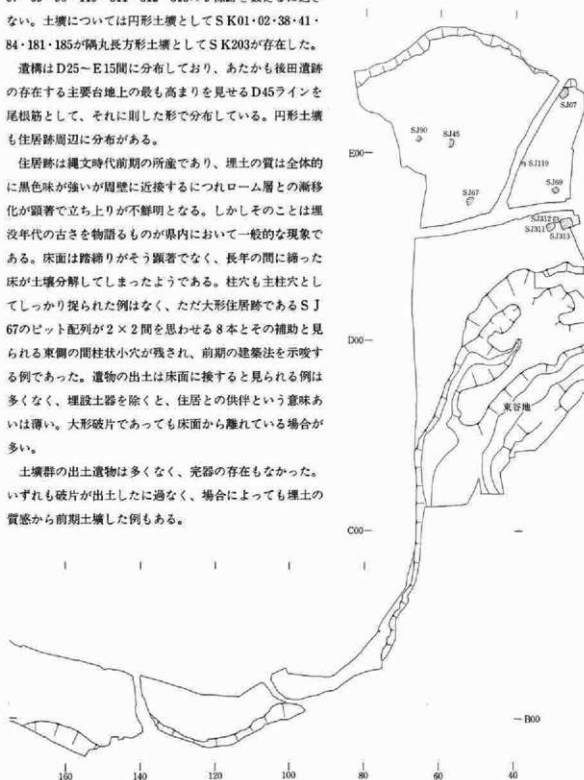 ない。土壙については円形土壙としてSK01・02・38・41・
84・181・185が隅丸長方形土壙としてSK203が存在した。
遺構はD25~E15間に分布しており、あたかも後田遺跡
の存在する主要台地上の最も高まりを見せるD45ラインを
尾根筋として、それに則した形で分布している。円形土壙
も住居跡周辺に分布がある。
住居跡は縄文時代前期の所産であり、埋土の質は全体的
に黒色味が強いが周壁に近接するにつれローム層との漸移
化が顕著で立ち上りが不鮮明となる。しかしそのことは埋
没年代の古さを物語るものが県内において一般的な現象で
ある。床面は踏締りがそう顕著でなく、長年の間に締った
床が土壌分解してしまったようである。柱穴も主柱穴とし
てしっかり捉られた例はなく、ただ大形住居跡であるSJ
67のピット配列が2×2間を思わせる8本とその補助と見
られる東側の間柱状小穴が残され、前期の建築法を示唆す
る例であった。遺物の出土は床面に接すると見られる例は
多くなく、埋設土器を除くと、住居との供伴という意味あ
いは薄い。大形破片であっても床面から離れている場合が
多い。
土壙群の出土遺物は多くなく、完器の存在もなかった。
いずれも破片が出土したに過なく、場合によっても埋土の
質感から前期土壙した例もある。
SJ07
SJ90
SJ45
E00
SJ119
SJ69
SJ67
SJ312
SJ311
SJ313
D00
東谷地
C00
B00
160
140
120
100
80
60
40